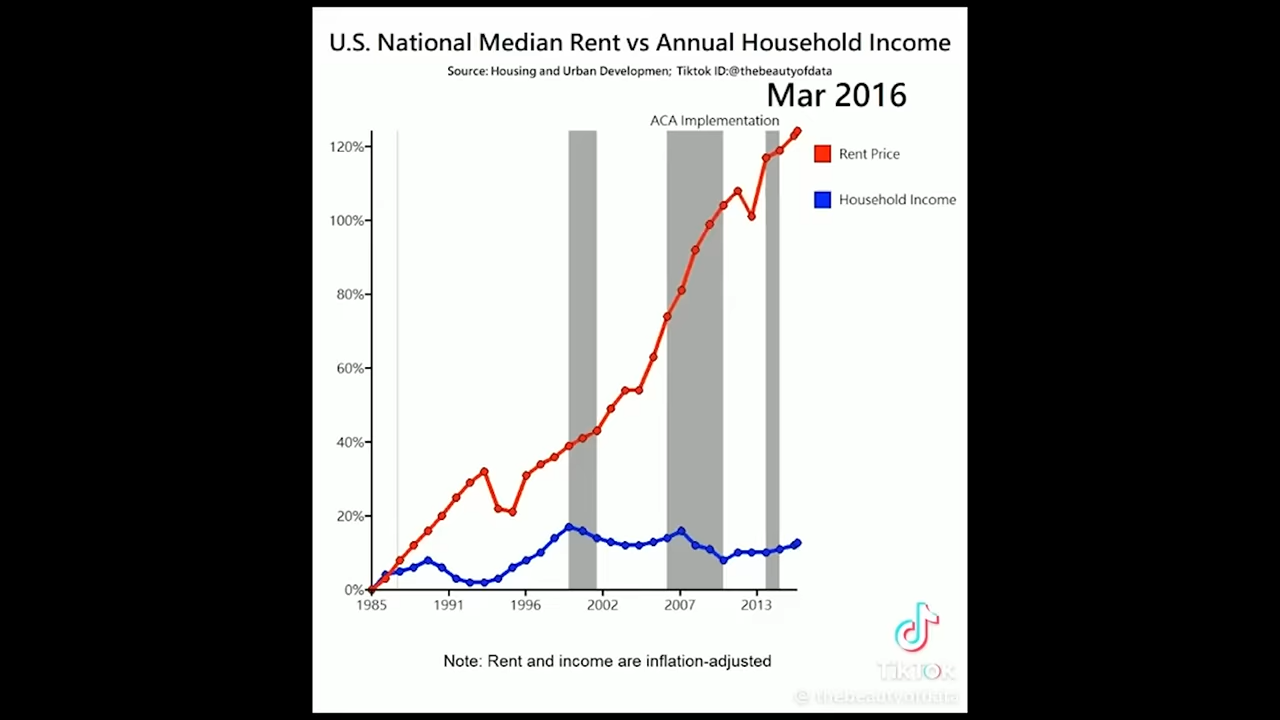 U.S. National Median Rent vs Annual Household Income
Source: Housing and Urban Developmen; Tiktok ID:@thebeautyofdata
Mar 2016
ACA Implementation
120%
100%
80%
60%
40%
20%
0%
Rent Price
Household Income
1985 1991 1996 2002 2007 2013
Note: Rent and income are inflation-adjusted
TikTok
@ thebeautyofdata